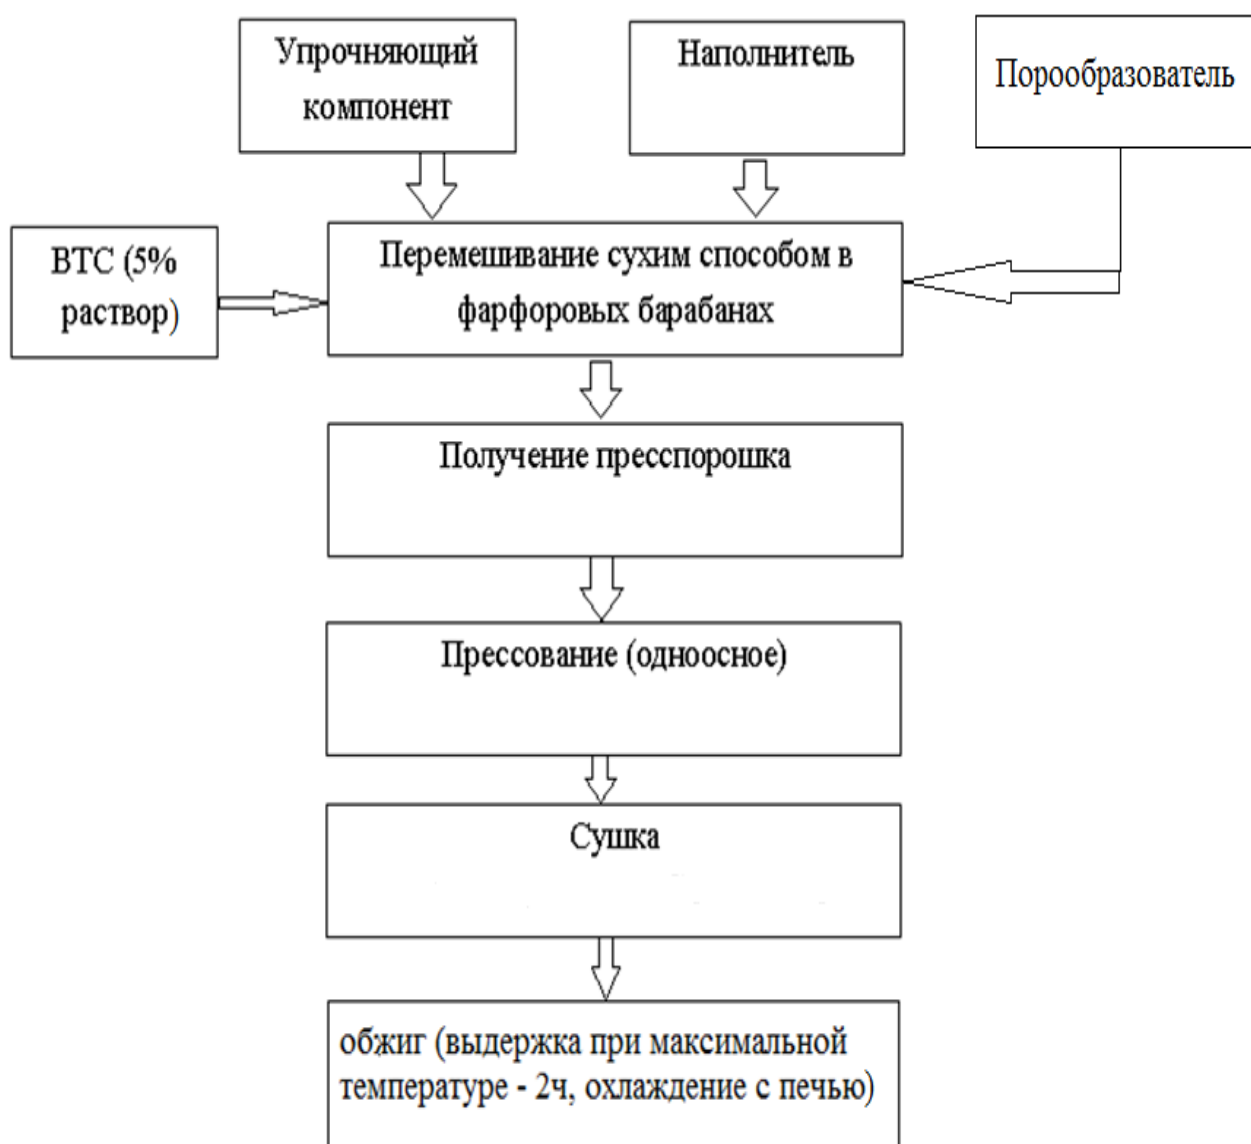 Упрочняющий
компонент
Наполнитель
Порообразователь
ВТС (5%
раствор)
Перемешивание сухим способом в
фарфоровых барабанах
Получение пресспорошка
Прессование (одноосное)
Сушка
обжиг (выдержка при максимальной
температуре - 2ч, охлаждение с печью)